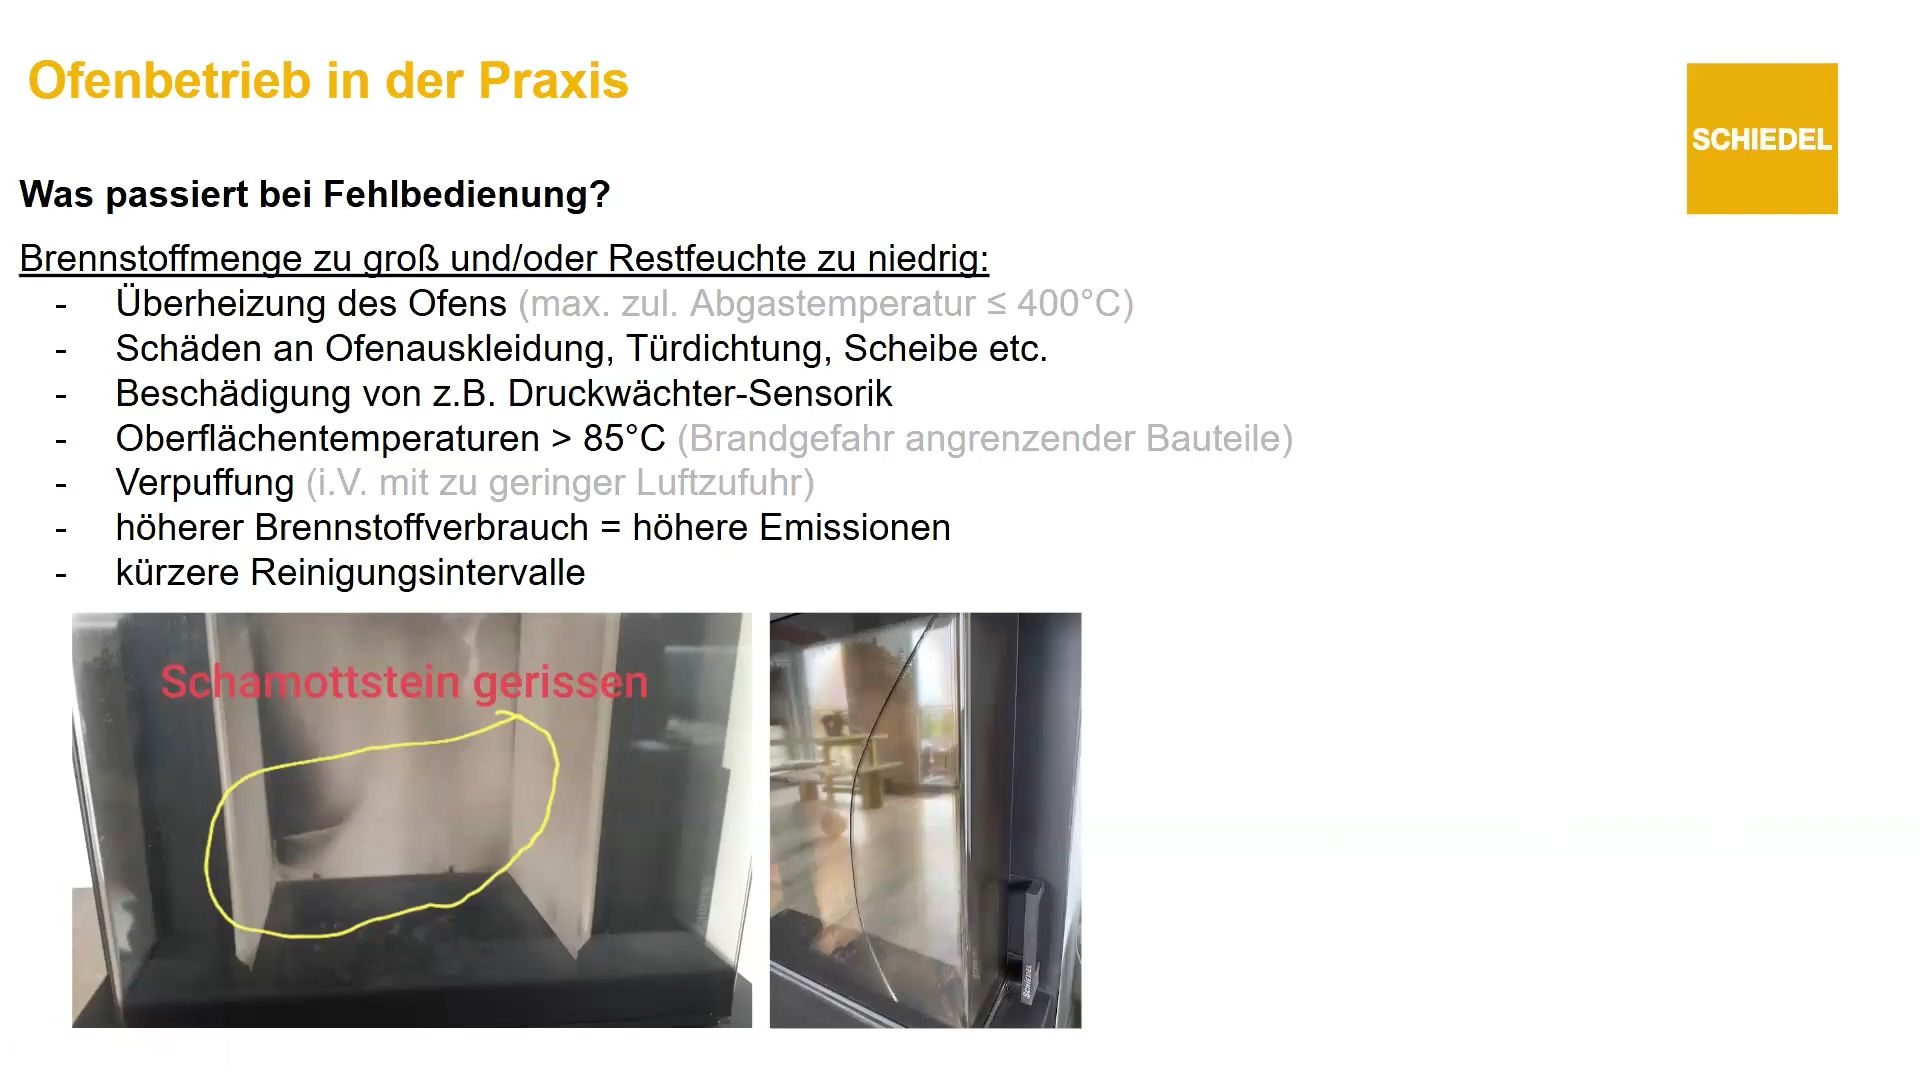 Ofenbetrieb in der Praxis
SCHIEDEL
Was passiert bei Fehlbedienung?
Brennstoffmenge zu groß und/oder Restfeuchte zu niedrig:
- Überheizung des Ofens (max. zul. Abgastemperatur ≤ 400°C)
- Schäden an Ofenauskleidung, Türdichtung, Scheibe etc.
- Beschädigung von z.B. Druckwächter-Sensorik
- Oberflächentemperaturen > 85°C (Brandgefahr angrenzender Bauteile)
- Verpuffung (i.V. mit zu geringer Luftzufuhr)
- höherer Brennstoffverbrauch = höhere Emissionen
- kürzere Reinigungsintervalle
Schamottstein gerissen
SCHIEDEL